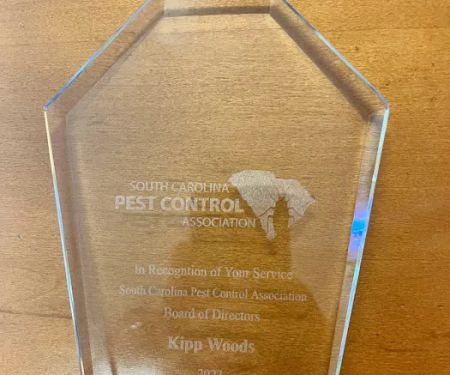 SOUTH CAROLINA
PEST CONTROL
ASSOCIATION
In Recognition of Your Service
South Carolina Pest Control Association
Board of Directors
Kipp Woods